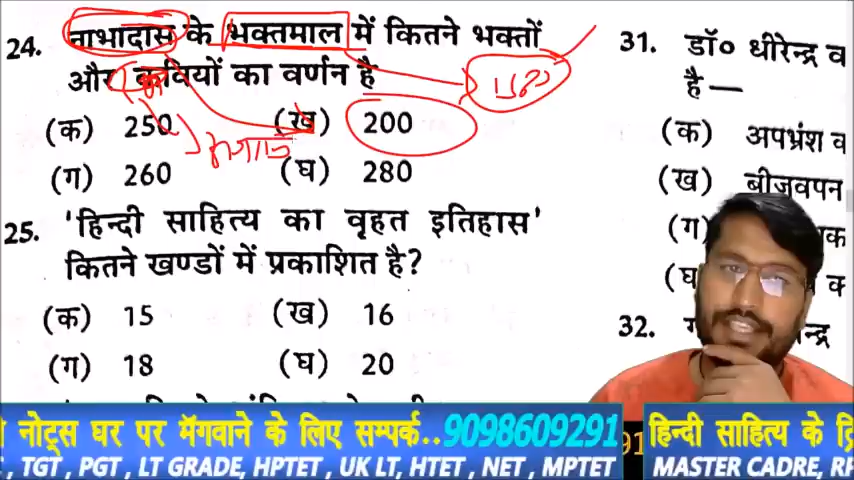 24. नाभादास के भक्तमाल में कितने भक्तों
और कवियों का वर्णन है
(क) 250 (ख) 200
(ग) 260 (घ) 280
25. 'हिन्दी साहित्य का वृहत इतिहास'
कितने खण्डों में प्रकाशित है?
(क) 15 (ख) 16
(ग) 18 (घ) 20
31. डॉ० धीरेन्द्र व
है—
(क) अपभ्रंश व
(ख) बीजवपन
(ग)
(घ)
32.
नोट्स घर पर मॅगवाने के लिए सम्पर्क..9098609291
हिन्दी साहित्य के
, TGT , PGT , LT GRADE, HPTET , UK LT, HTET , NET , MPTET
MASTER CADRE,